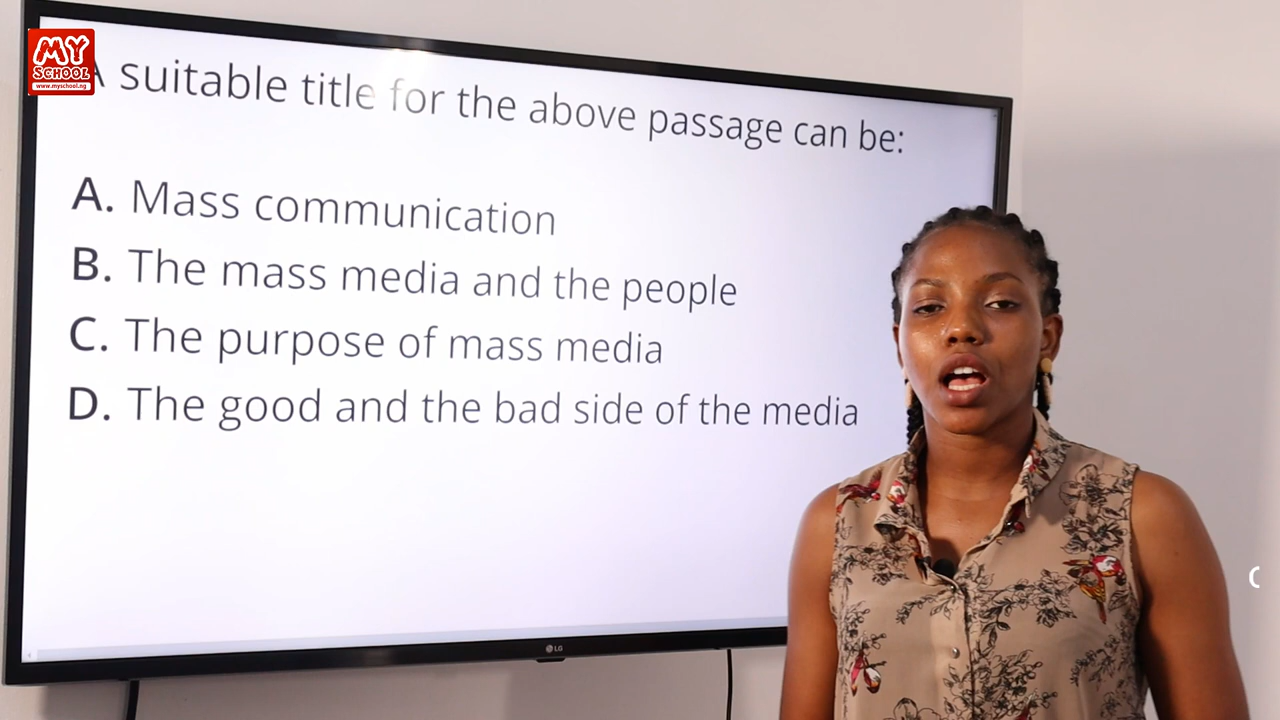 MY
SCHOOL
www.myschool.ng
A suitable title for the above passage can be:
A. Mass communication
B. The mass media and the people
C. The purpose of mass media
D. The good and the bad side of the media
LG